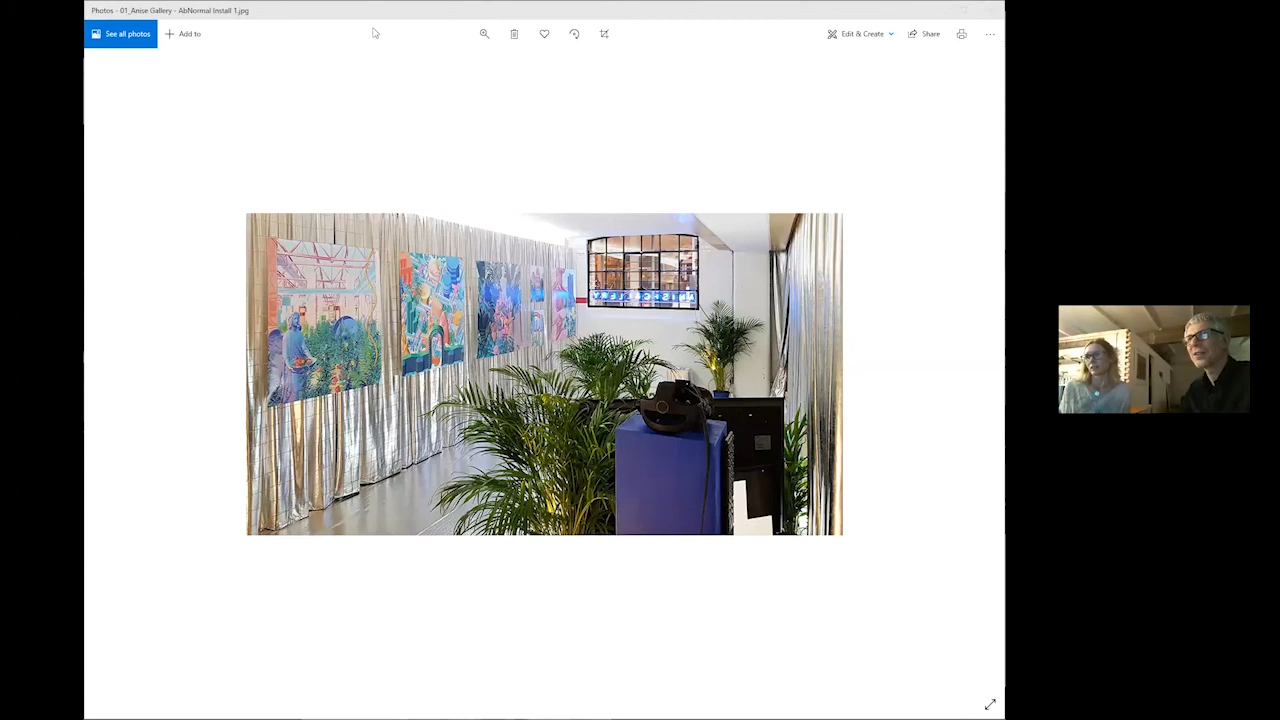 Photos - 01_Anise Gallery - AbNormal Install 1.jpg
See all photos
Add to
Edit & Create
Share